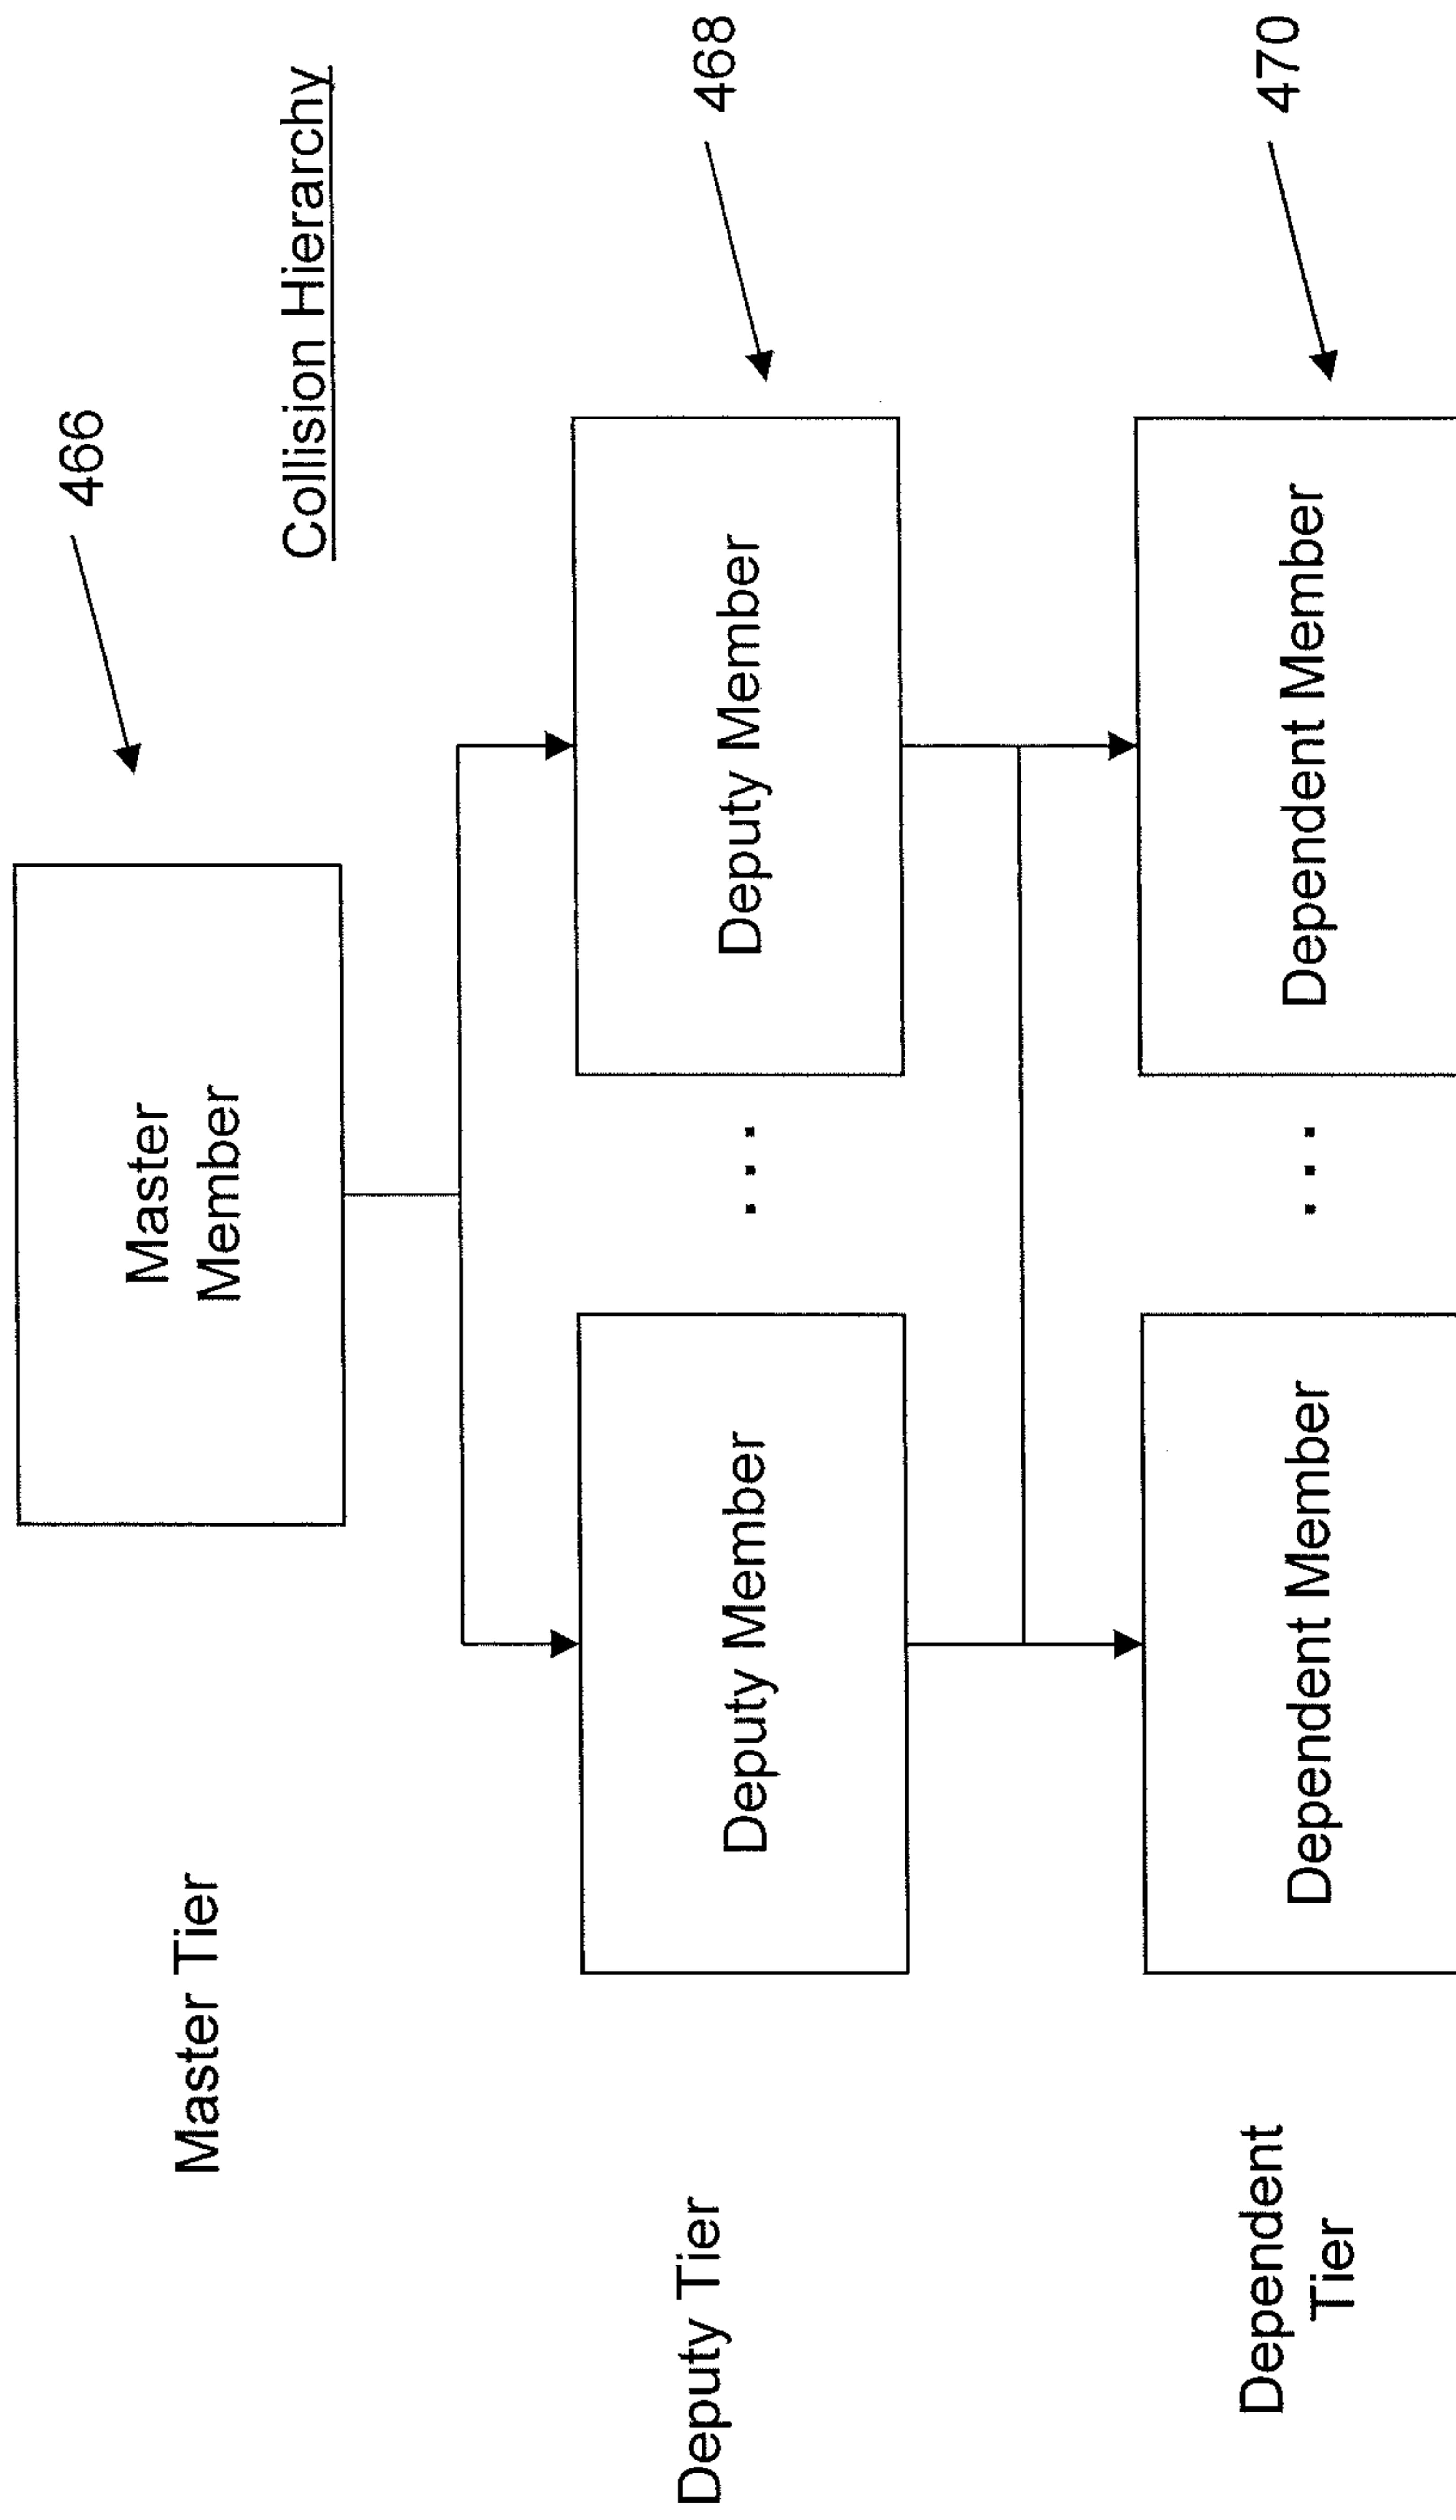 466
Master
Member
Master Tier
Collision Hierarchy
468
Deputy Tier
Deputy Member
...
Deputy Member
470
Dependent
Tier
Dependent Member
...
Dependent Member